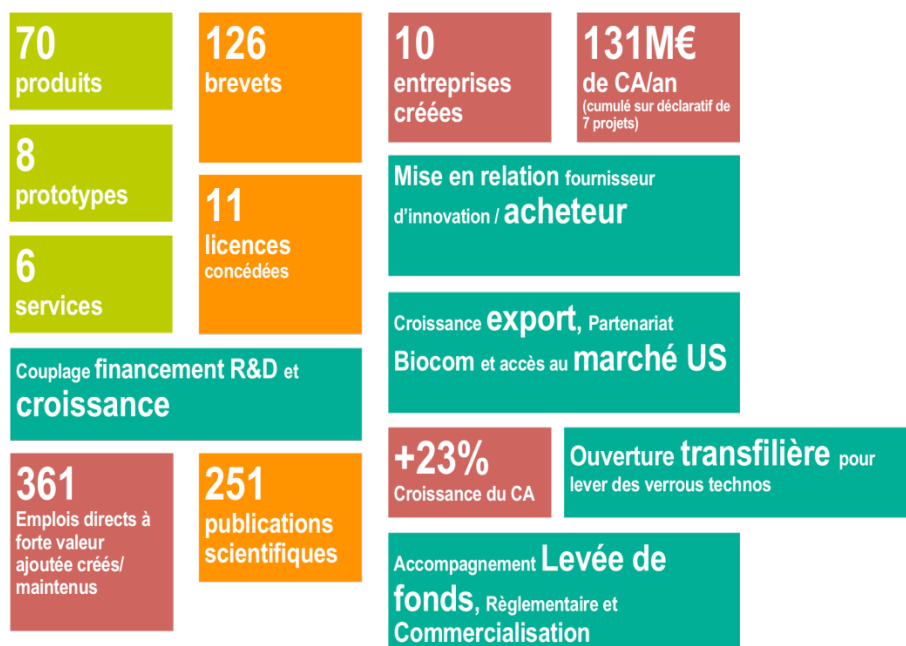 70
produits
8
prototypes
6
services
126
brevets
11
licences
concédées
10
entreprises
créées
131M€
de CA/an
(cumulé sur déclaratif de
7 projets)
Mise en relation fournisseur
d'innovation / acheteur
Croissance export, Partenariat
Biocom et accès au marché US
Couplage financement R&D et
croissance
361
Emplois directs à
forte valeur
ajoutée créés/
maintenus
251
publications
scientifiques
+23%
Croissance du CA
Ouverture transfilière pour
lever des verrous technos
Accompagnement Levée de
fonds, Règlementaire et
Commercialisation